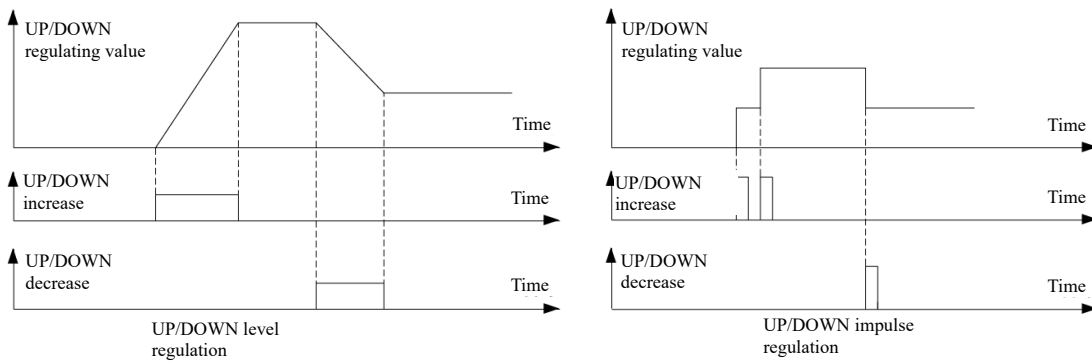 UP/DOWN
regulating value
Time
UP/DOWN
increase
Time
UP/DOWN
decrease
Time
UP/DOWN level
regulation
UP/DOWN
regulating value
Time
UP/DOWN
increase
Time
UP/DOWN
decrease
Time
UP/DOWN impulse
regulation